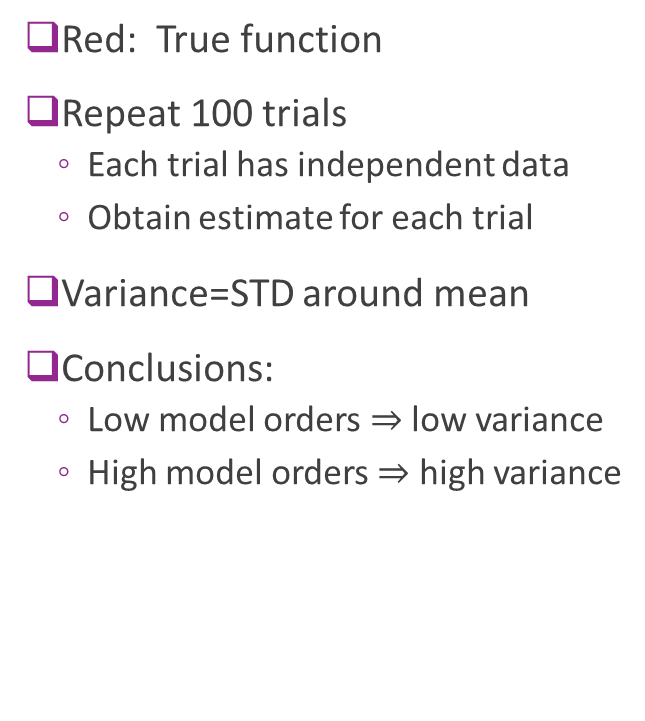 ❑Red: True function
❑Repeat 100 trials
◦ Each trial has independent data
◦ Obtain estimate for each trial
❑Variance=STD around mean
❑Conclusions:
◦ Low model orders ⇒ low variance
◦ High model orders ⇒ high variance